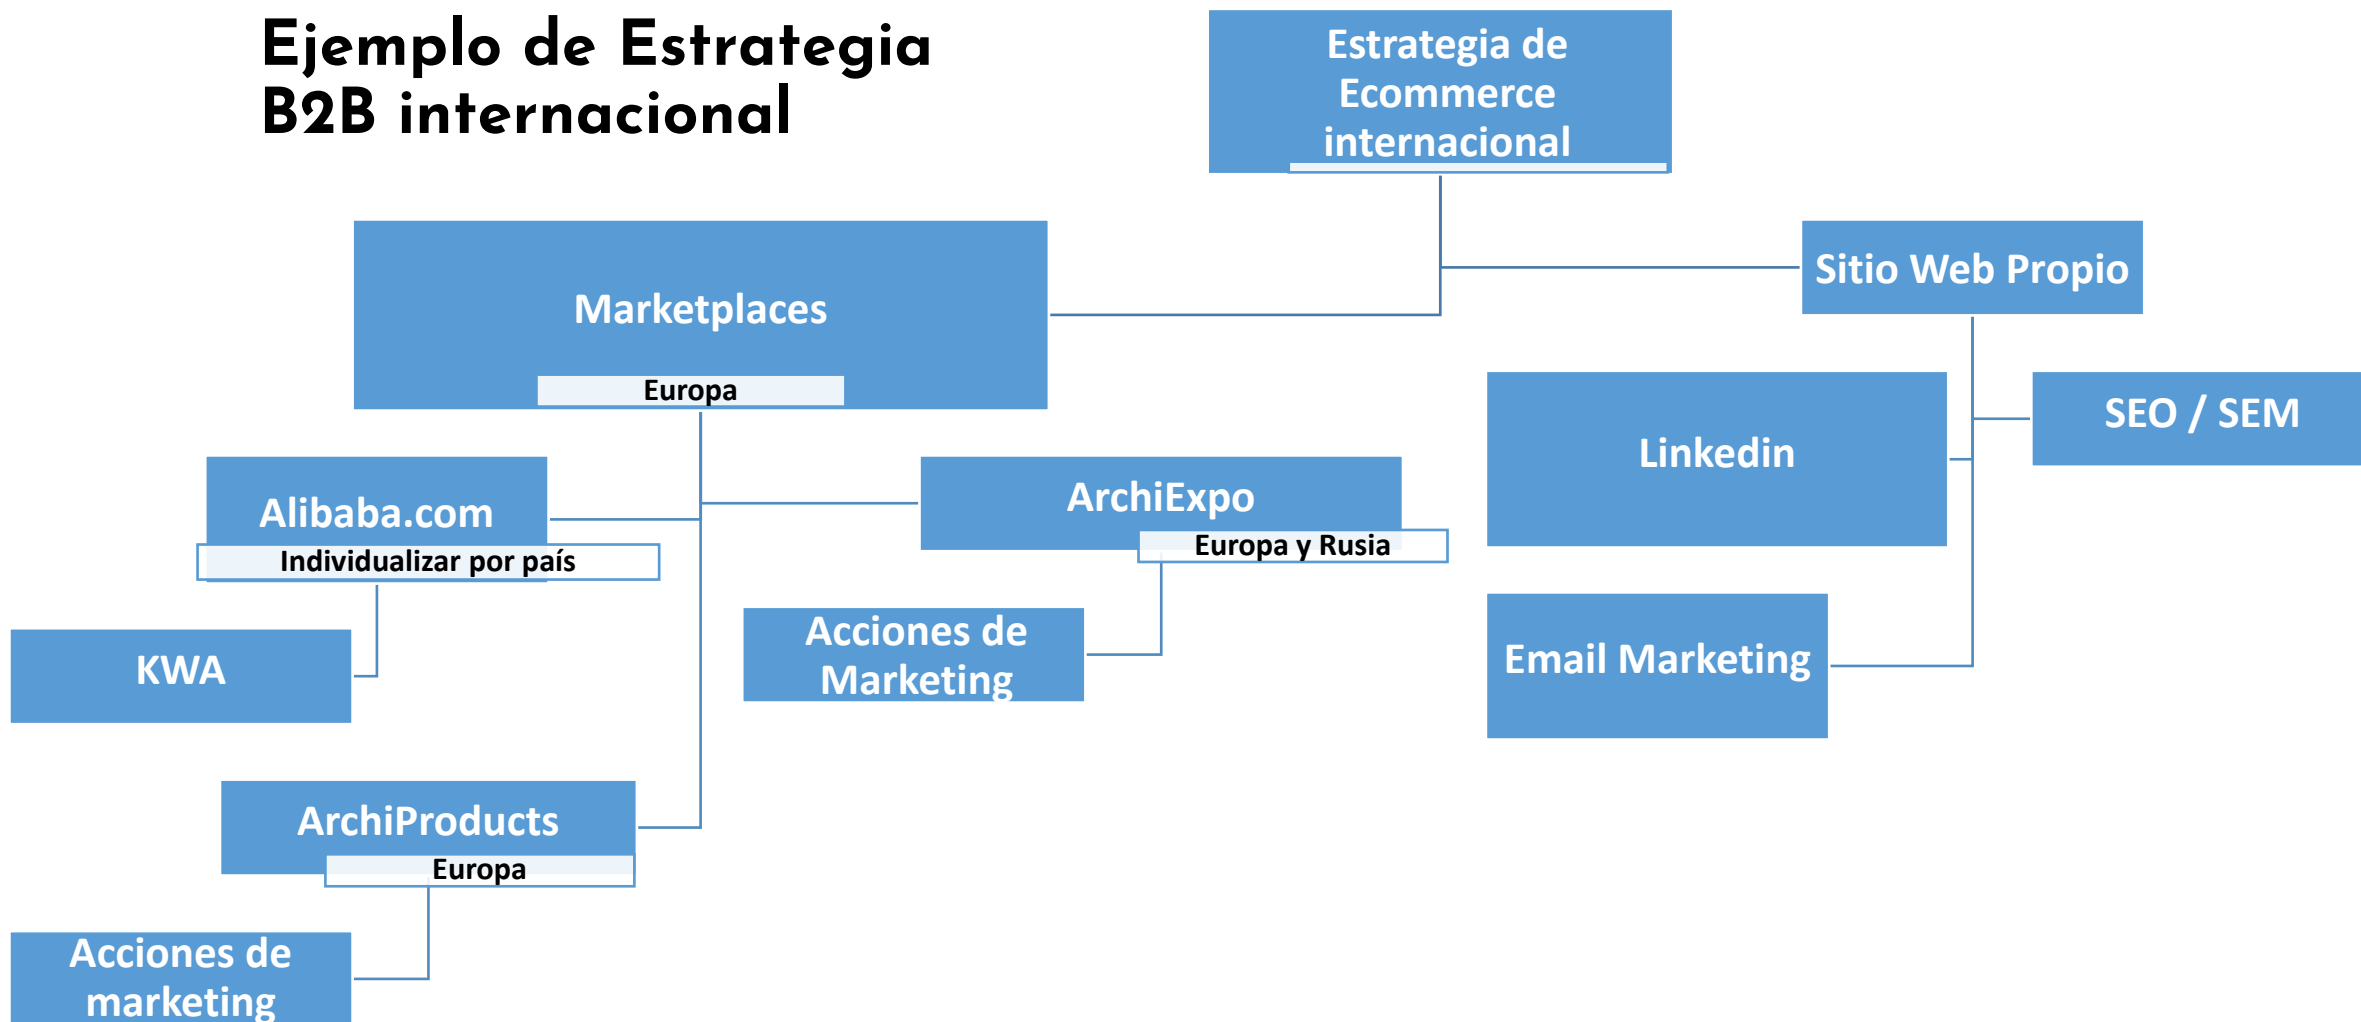 Ejemplo de Estrategia
B2B internacional
Estrategia de
Ecommerce
internacional
Marketplaces
Europa
Sitio Web Propio
Linkedin
SEO / SEM
Alibaba.com
Individualizar por país
ArchiExpo
Europa y Rusia
KWA
Acciones de
Marketing
Email Marketing
ArchiProducts
Europa
Acciones de
marketing